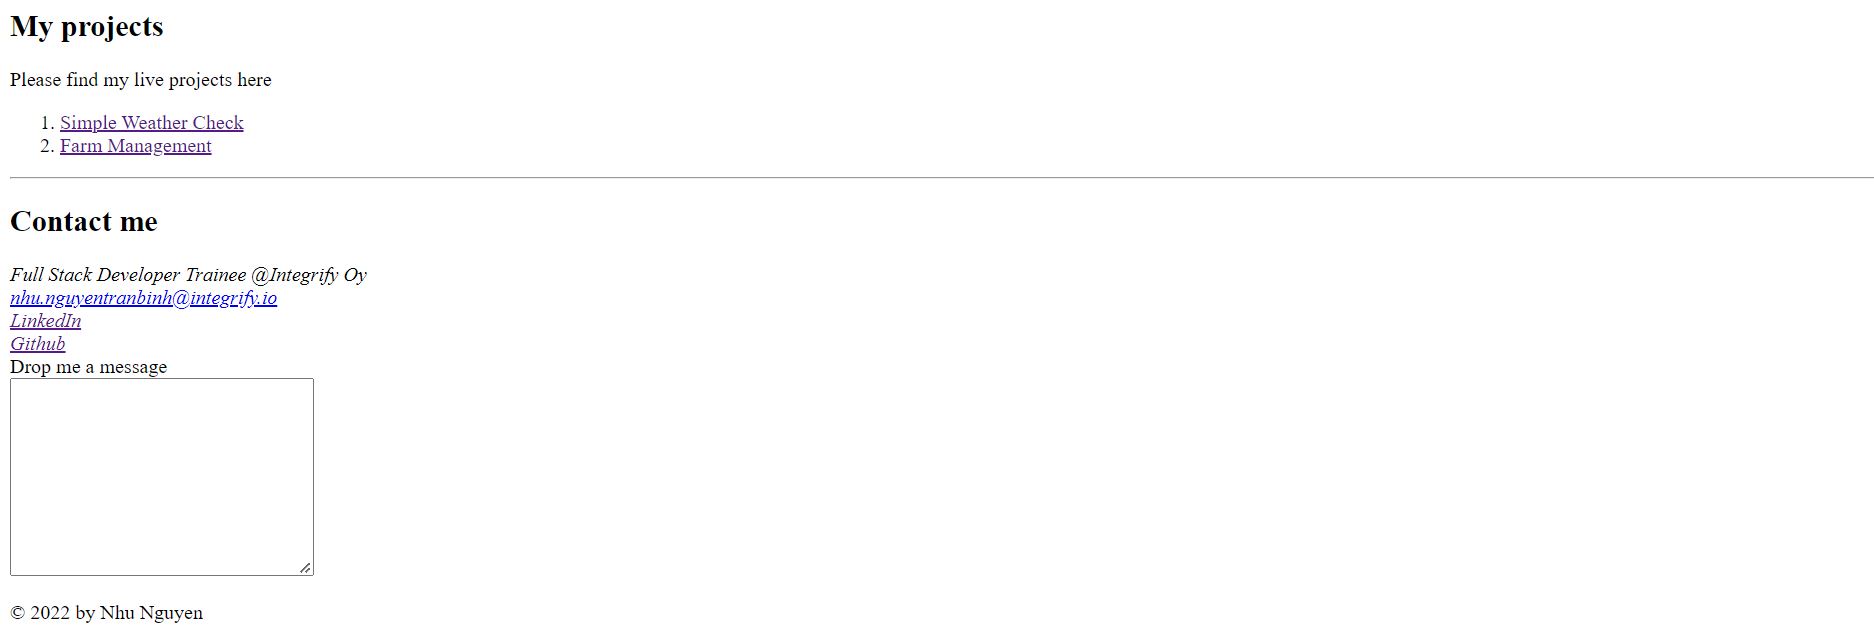 My projects
Please find my live projects here
1. Simple Weather Check
2. Farm Management
Contact me
Full Stack Developer Trainee @Integrify Oy
nhu.nguyentranbinh@integrify.io
LinkedIn
Github
Drop me a message
© 2022 by Nhu Nguyen